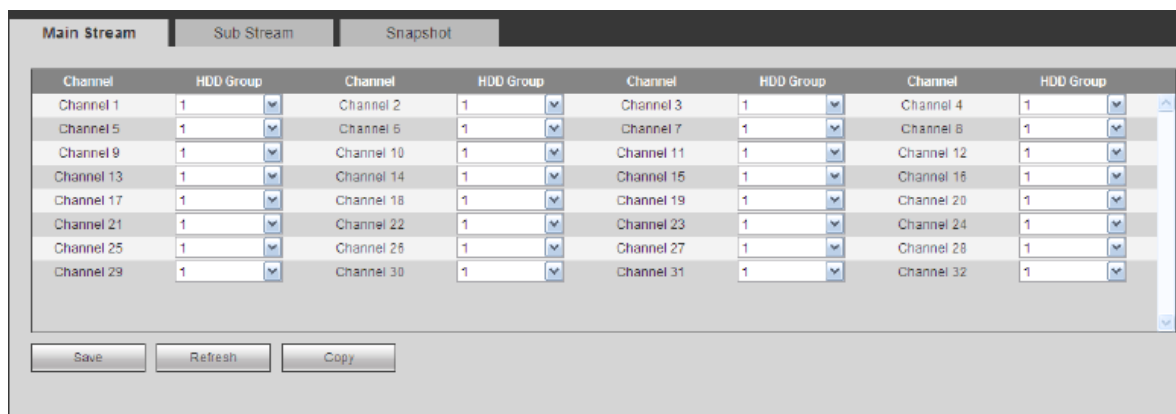 Main Stream Sub Stream Snapshot
Channel HDD Group Channel HDD Group Channel HDD Group Channel HDD Group
Channel 1 1 Channel 2 1 Channel 3 1 Channel 4 1
Channel 5 1 Channel 6 1 Channel 7 1 Channel 8 1
Channel 9 1 Channel 10 1 Channel 11 1 Channel 12 1
Channel 13 1 Channel 14 1 Channel 15 1 Channel 16 1
Channel 17 1 Channel 18 1 Channel 19 1 Channel 20 1
Channel 21 1 Channel 22 1 Channel 23 1 Channel 24 1
Channel 25 1 Channel 26 1 Channel 27 1 Channel 28 1
Channel 29 1 Channel 30 1 Channel 31 1 Channel 32 1
Save Refresh Copy